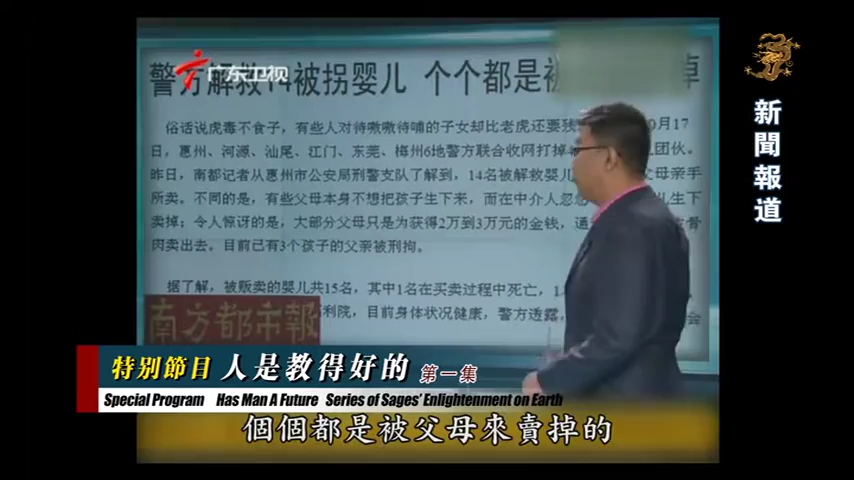 广东卫视
警方解救14被拐婴儿 个个都是被 掉
俗话说虎毒不食子，有些人对待嗷嗷待哺的子女却比老虎还要残 9月17
日，惠州、河源、汕尾、江门、东莞、梅州6地警方联合收网打掉 团伙。
昨日，南都记者从惠州市公安局刑警支队了解到，14名被解救婴儿 父母亲手
所卖。不同的是，有些父母本身不想把孩子生下来，而在中介人忽悠 儿生下
卖掉；令人惊讶的是，大部分父母只是为获得2万到3万元的金钱，通 骨
肉卖出去。目前已有3个孩子的父亲被刑拘。
据了解，被贩卖的婴儿共15名，其中1名在买卖过程中死亡，1
利院，目前身体状况健康，警方透露， 会
南方都市報
新聞報道
特別節目 人是教得好的 第一集
Special Program Has Man A Future Series of Sages' Enlightenment on Earth
個個都是被父母來賣掉的